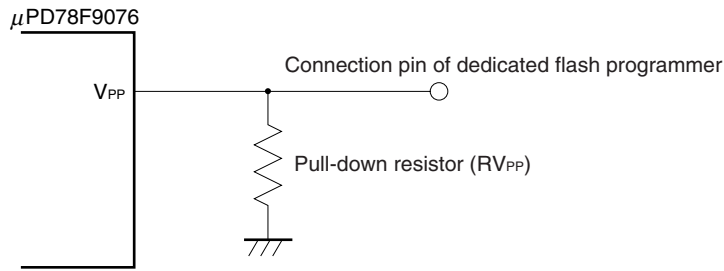 μPD78F9076
Connection pin of dedicated flash programmer
VPP
Pull-down resistor (RVPP)